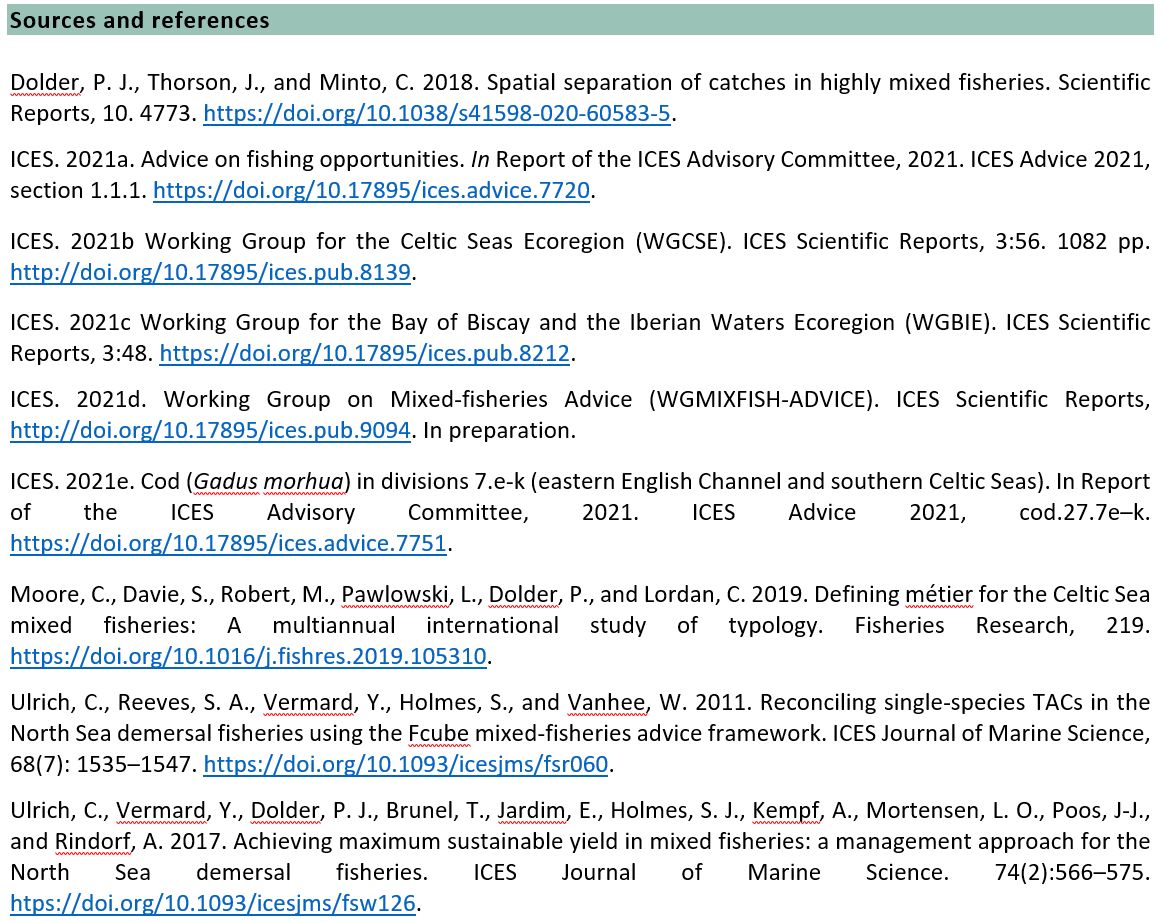 Sources and references
Dolder, P. J., Thorson, J., and Minto, C. 2018. Spatial separation of catches in highly mixed fisheries. Scientific
Reports, 10. 4773. https://doi.org/10.1038/s41598-020-60583-5.
ICES. 2021a. Advice on fishing opportunities. In Report of the ICES Advisory Committee, 2021. ICES Advice 2021,
section 1.1.1. https://doi.org/10.17895/ices.advice.7720.
ICES. 2021b Working Group for the Celtic Seas Ecoregion (WGCSE). ICES Scientific Reports, 3:56. 1082 pp.
http://doi.org/10.17895/ices.pub.8139.
ICES. 2021c Working Group for the Bay of Biscay and the Iberian Waters Ecoregion (WGBIE). ICES Scientific
Reports, 3:48. https://doi.org/10.17895/ices.pub.8212.
ICES. 2021d. Working Group on Mixed-fisheries Advice (WGMIXFISH-ADVICE). ICES Scientific Reports,
http://doi.org/10.17895/ices.pub.9094. In preparation.
ICES. 2021e. Cod (Gadus morhua) in divisions 7.e-k (eastern English Channel and southern Celtic Seas). In Report
of the ICES Advisory Committee, 2021. ICES Advice 2021, cod.27.7e–k.
https://doi.org/10.17895/ices.advice.7751.
Moore, C., Davie, S., Robert, M., Pawlowski, L., Dolder, P., and Lordan, C. 2019. Defining métier for the Celtic Sea
mixed fisheries: A multiannual international study of typology. Fisheries Research, 219.
https://doi.org/10.1016/j.fishres.2019.105310.
Ulrich, C., Reeves, S. A., Vermard, Y., Holmes, S., and Vanhee, W. 2011. Reconciling single-species TACs in the
North Sea demersal fisheries using the Fcube mixed-fisheries advice framework. ICES Journal of Marine Science,
68(7): 1535–1547. https://doi.org/10.1093/icesjms/fsr060.
Ulrich, C., Vermard, Y., Dolder, P. J., Brunel, T., Jardim, E., Holmes, S. J., Kempf, A., Mortensen, L. O., Poos, J-J.,
and Rindorf, A. 2017. Achieving maximum sustainable yield in mixed fisheries: a management approach for the
North Sea demersal fisheries. ICES Journal of Marine Science. 74(2):566–575.
htps://doi.org/10.1093/icesjms/fsw126.